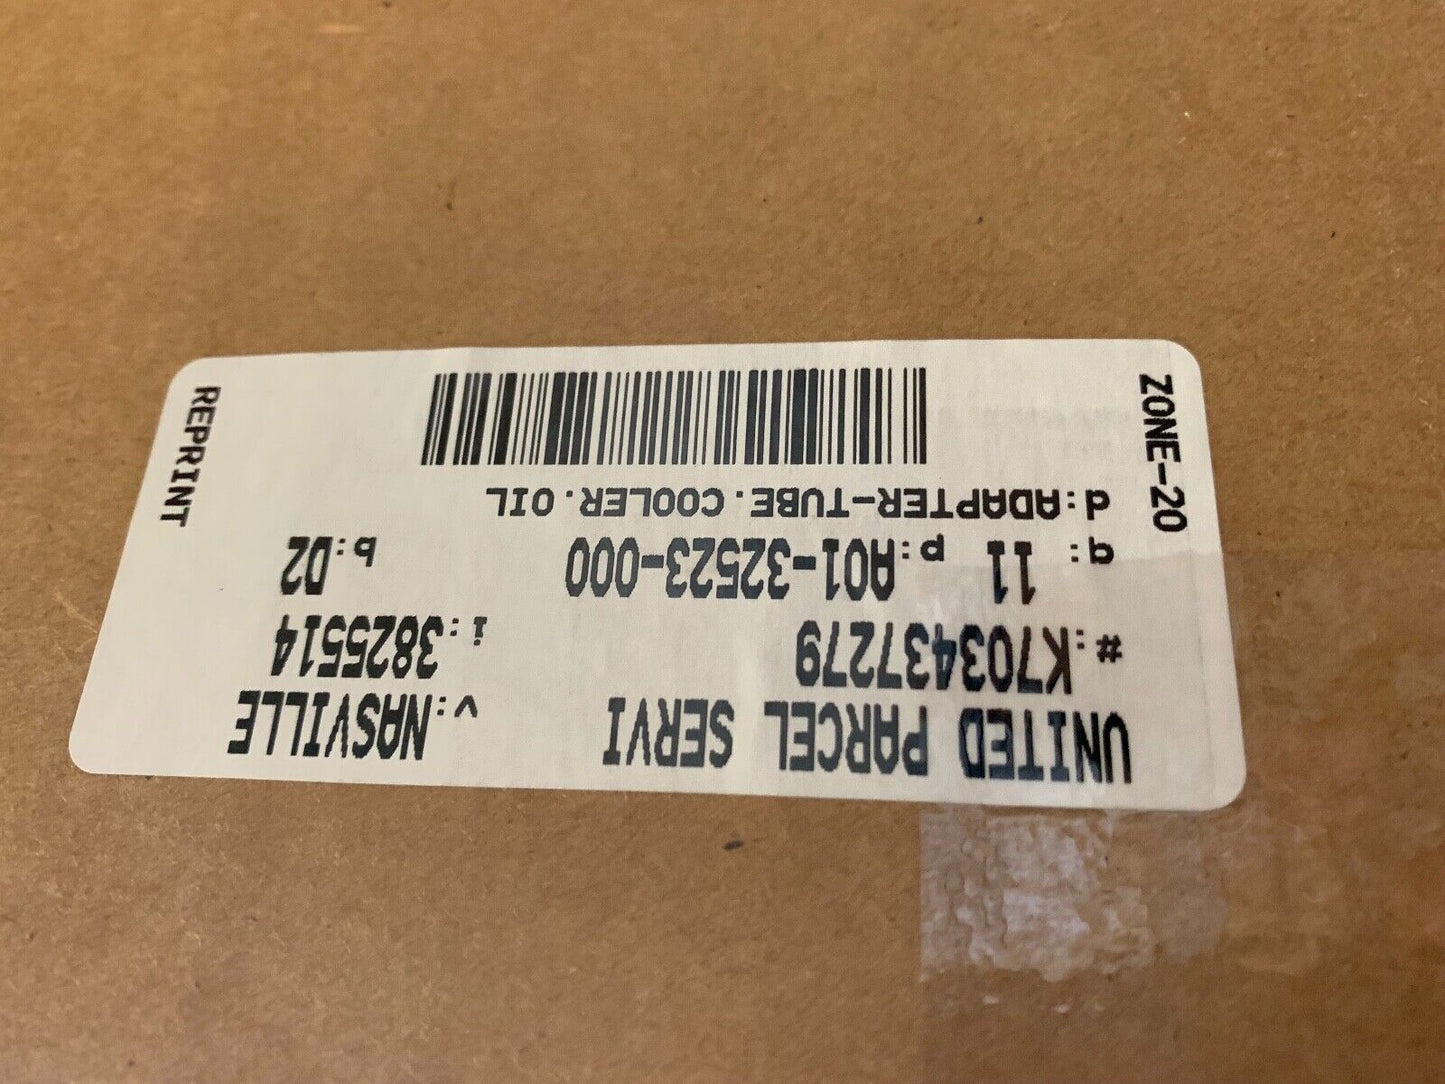 UNITED PARCEL SERVI v:NASVILLE
#:K703437279 i:3825514
q: 11 p:A01-32523-000 b:D2
d:ADAPTER-TUBE.COOLER.OIL
ZONE-20
REPRINT